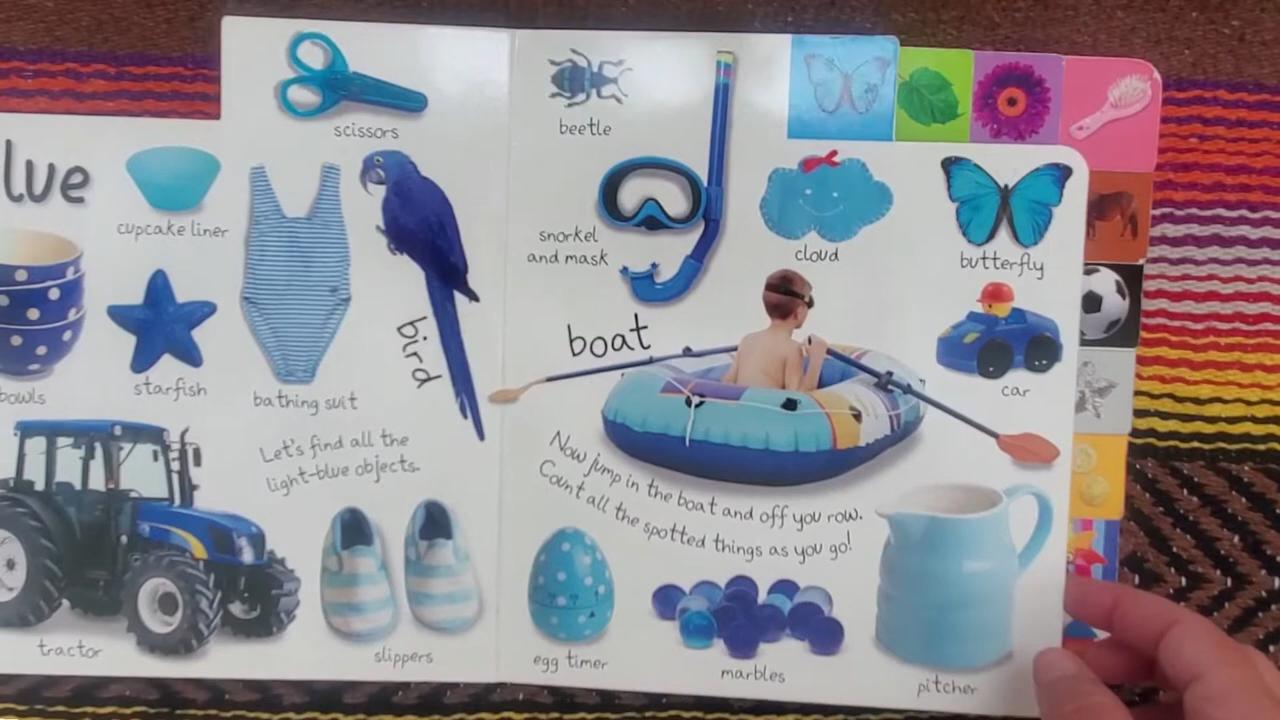 lue
scissors
cupcake liner
bowls
starfish
bathing suit
bird
Let's find all the
light-blue objects.
tractor
slippers
beetle
snorkel
and mask
cloud
butterfly
boat
car
Now jump in the boat and off you row.
Count all the spotted things as you go!
egg timer
marbles
pitcher